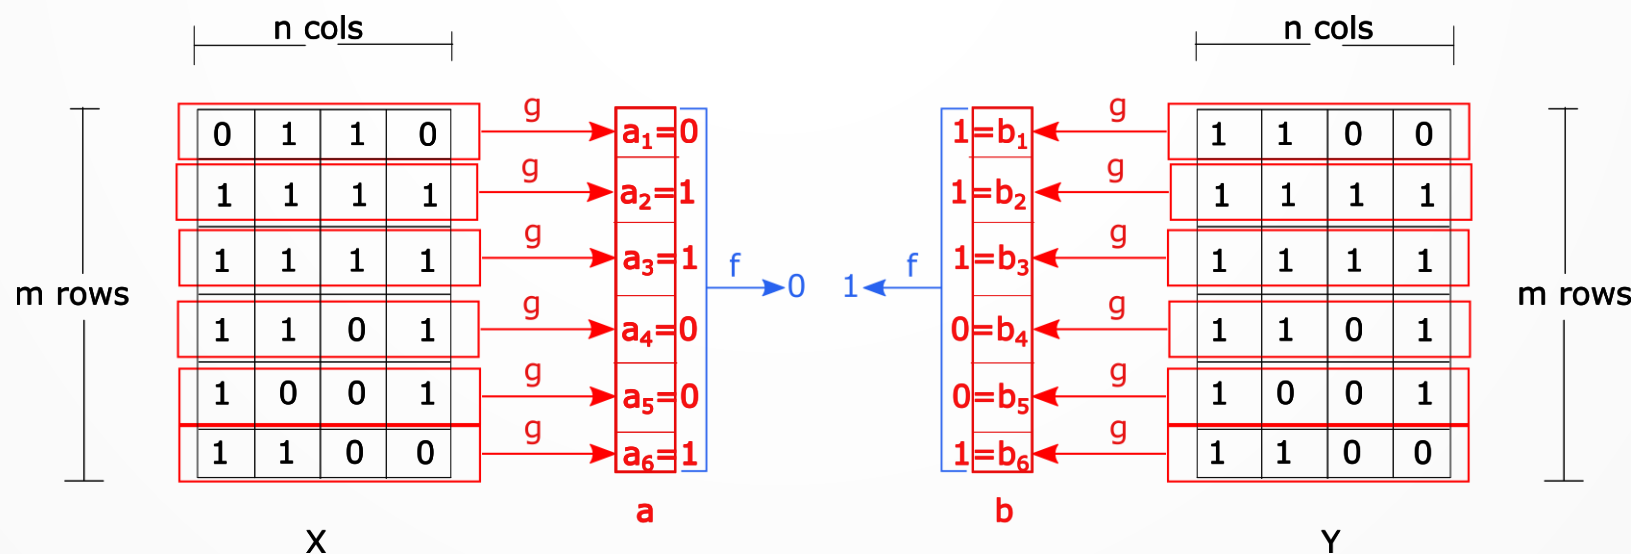 n cols n cols
0 1 1 0 g a1=0 1=b1 g 1 1 0 0
1 1 1 1 g a2=1 1=b2 g 1 1 1 1
1 1 1 1 g a3=1 1=b3 g 1 1 1 1
m rows f 0 1 f m rows
1 1 0 1 g a4=0 0=b4 g 1 1 0 1
1 0 0 1 g a5=0 0=b5 g 1 0 0 1
1 1 0 0 g a6=1 1=b6 g 1 1 0 0
a b
X Y